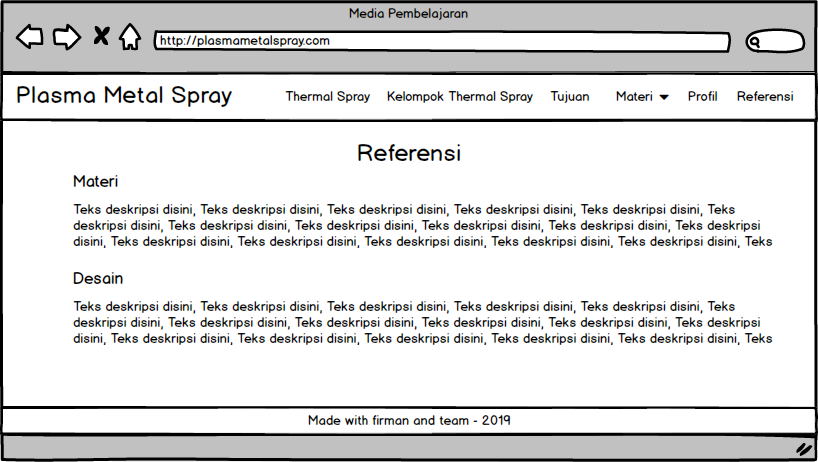 Media Pembelajaran
http://plasmametalspray.com
Plasma Metal Spray
Thermal Spray Kelompok Thermal Spray Tujuan Materi Profil Referensi
Referensi
Materi
Teks deskripsi disini, Teks deskripsi disini, Teks deskripsi disini, Teks deskripsi disini, Teks deskripsi disini, Teks
deskripsi disini, Teks deskripsi disini, Teks deskripsi disini, Teks deskripsi disini, Teks deskripsi disini, Teks deskripsi
disini, Teks deskripsi disini, Teks deskripsi disini, Teks deskripsi disini, Teks deskripsi disini, Teks deskripsi disini, Teks
Desain
Teks deskripsi disini, Teks deskripsi disini, Teks deskripsi disini, Teks deskripsi disini, Teks deskripsi disini, Teks
deskripsi disini, Teks deskripsi disini, Teks deskripsi disini, Teks deskripsi disini, Teks deskripsi disini, Teks deskripsi
disini, Teks deskripsi disini, Teks deskripsi disini, Teks deskripsi disini, Teks deskripsi disini, Teks deskripsi disini, Teks
Made with firman and team - 2019